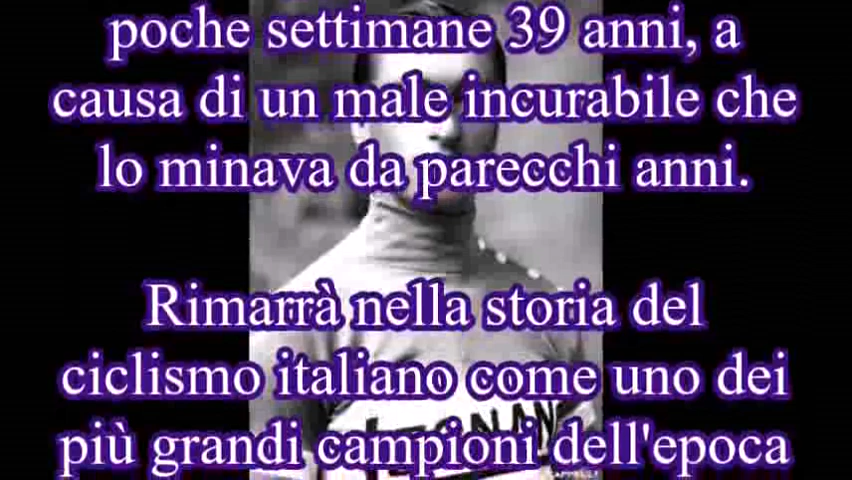 poche settimane 39 anni, a
causa di un male incurabile che
lo minava da parecchi anni.
Rimarrà nella storia del
ciclismo italiano come uno dei
più grandi campioni dell'epoca